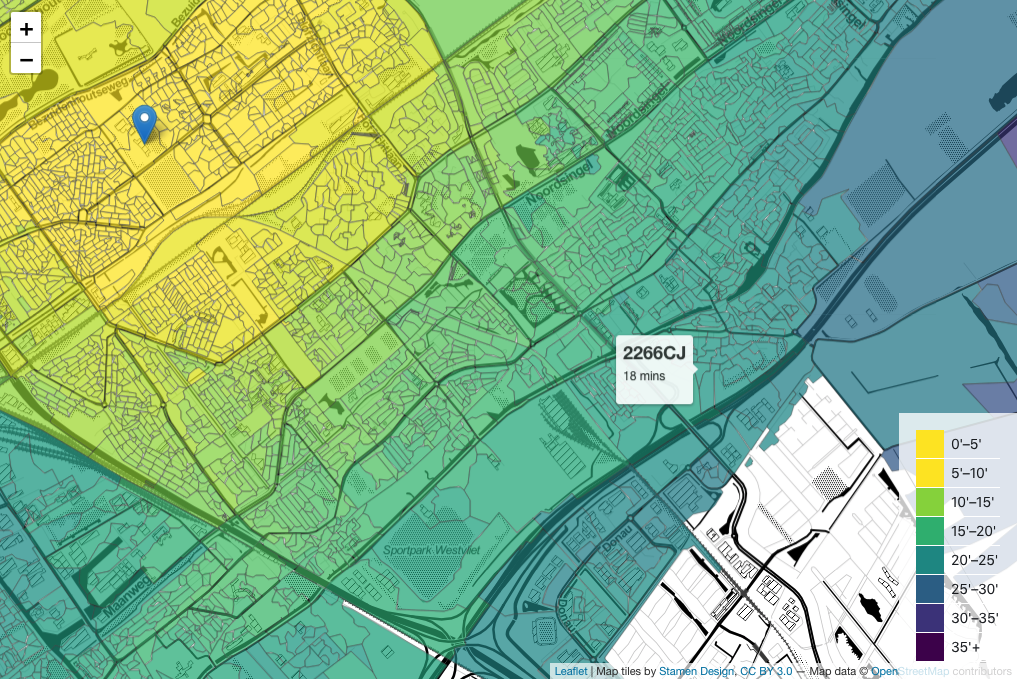 +
−
Bezuidenhoutseweg
Noordsingel
Noordsingel
Noordsingel
2266CJ
18 mins
Sportpark Westvliet
Donau
Donau
Maanweg
0'–5'
5'–10'
10'–15'
15'–20'
20'–25'
25'–30'
30'–35'
35'+
Leaflet | Map tiles by Stamen Design, CC BY 3.0 — Map data © OpenStreetMap contributors